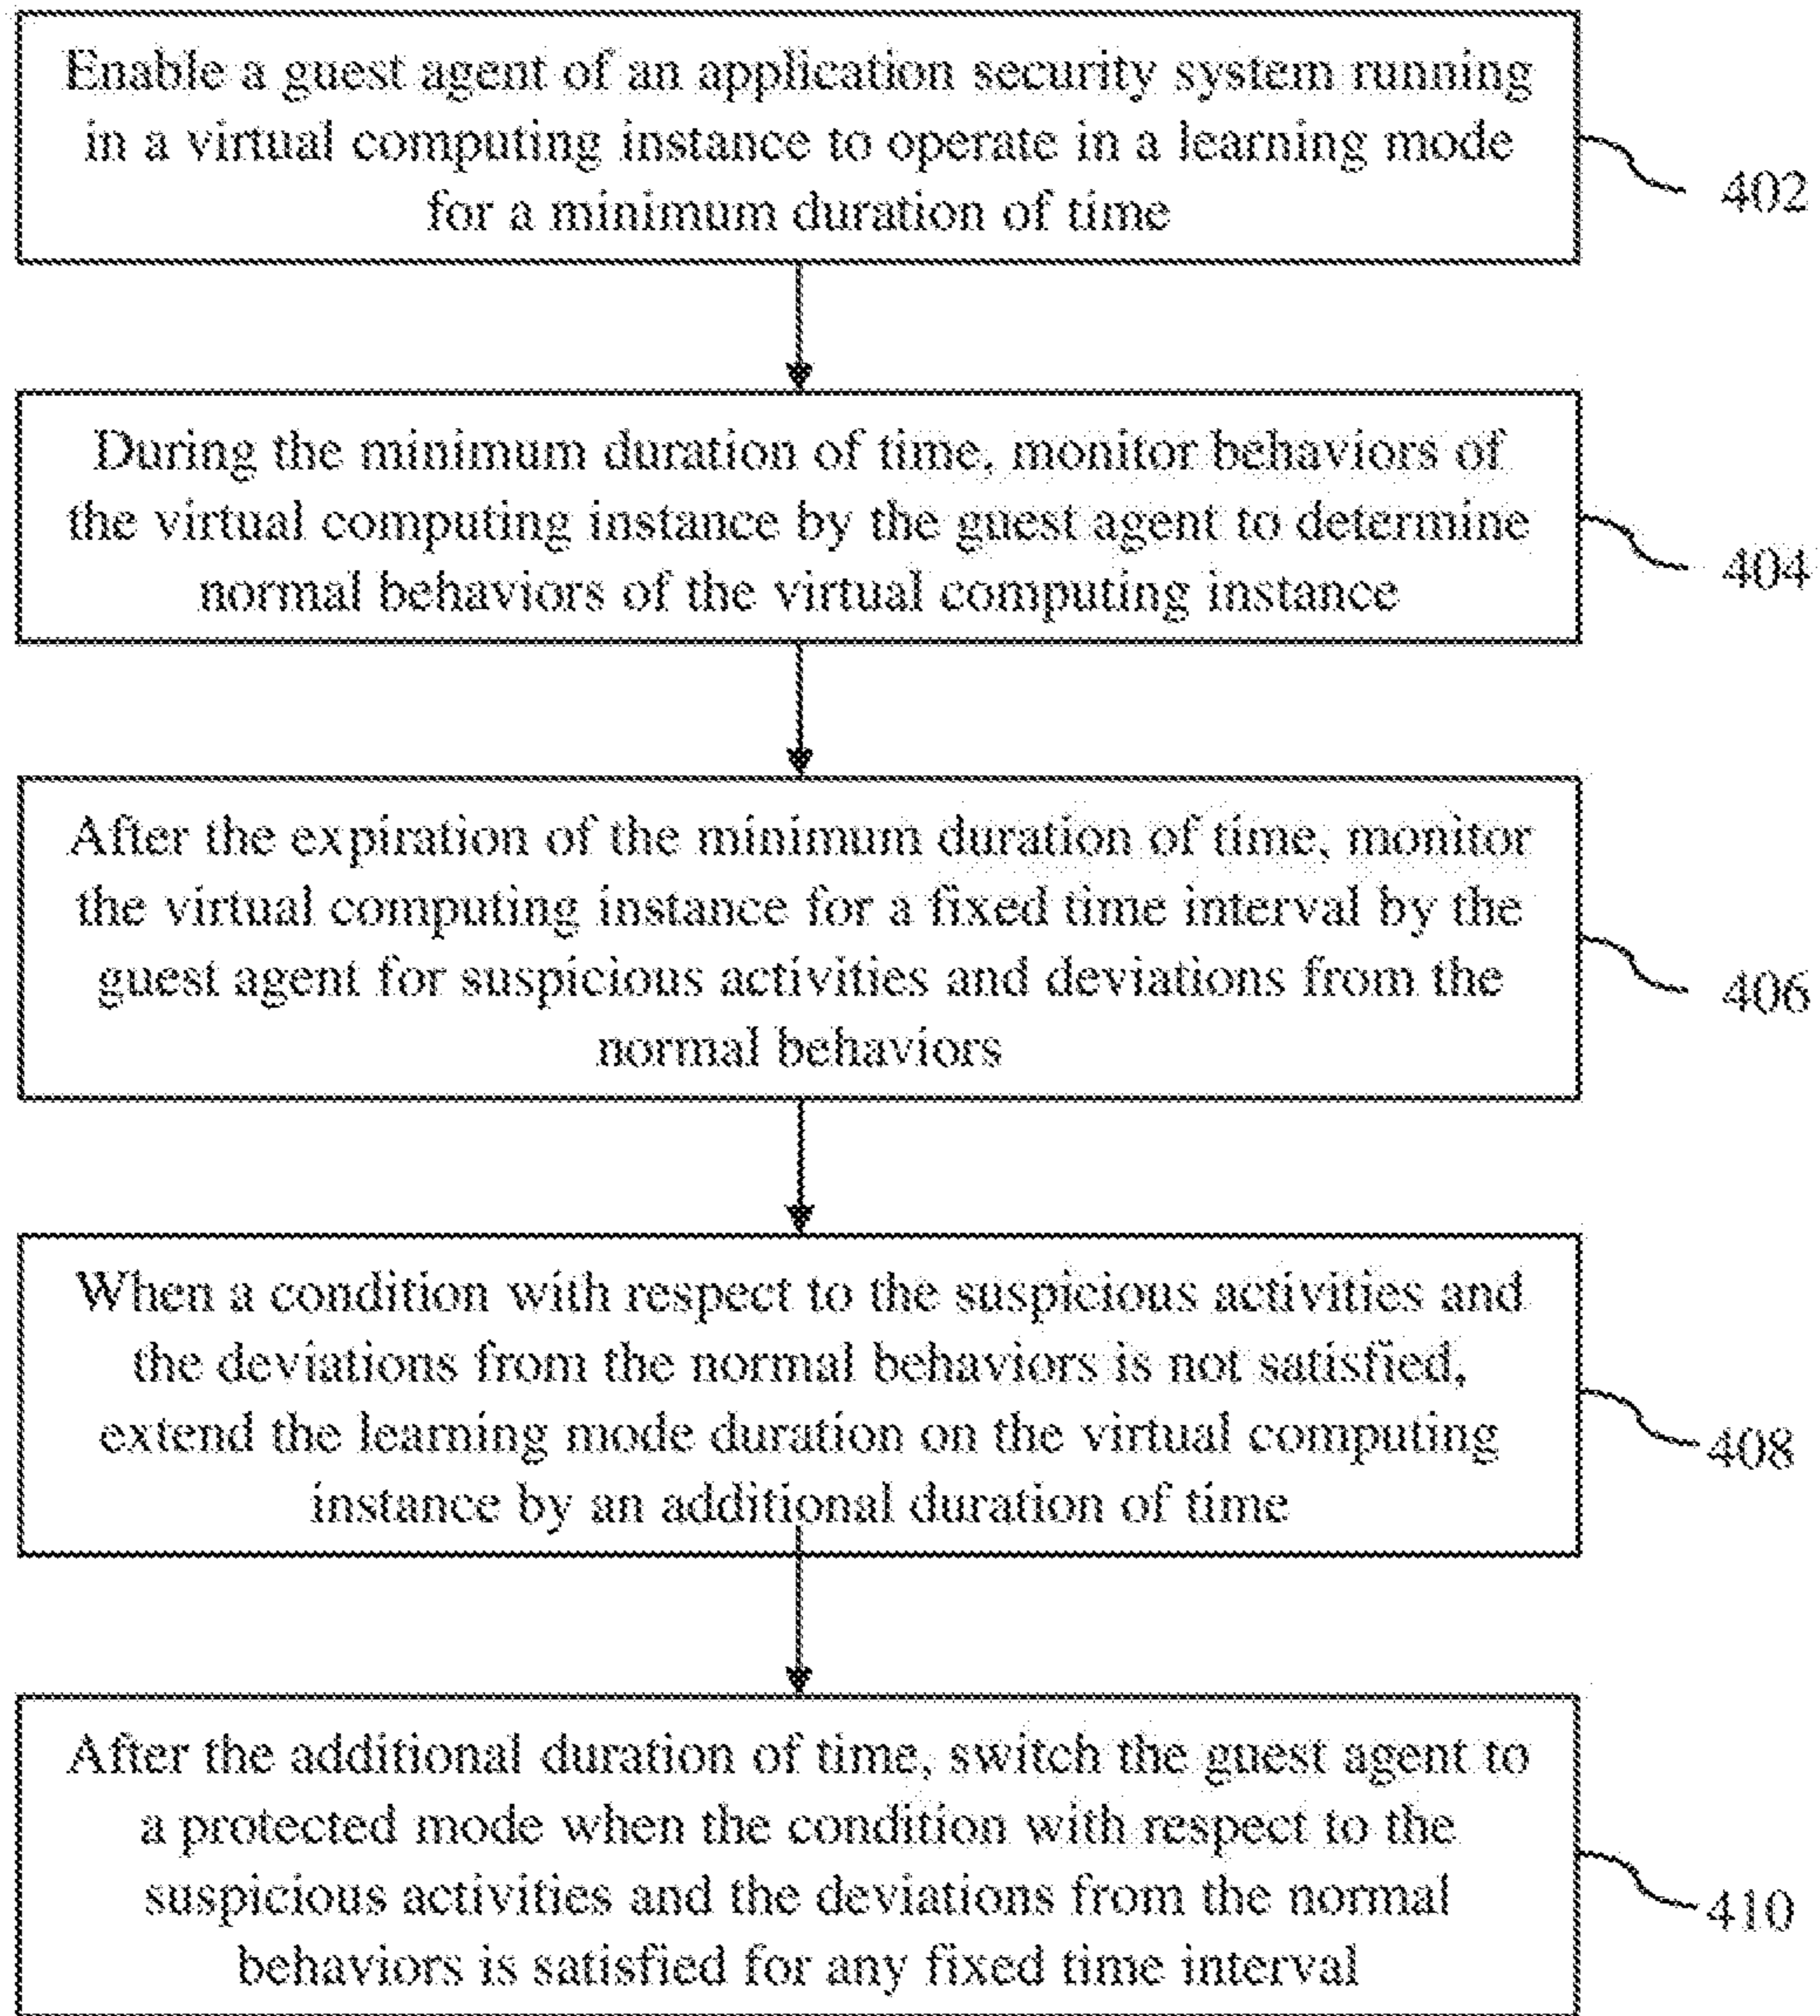 Enable a guest agent of an application security system running
in a virtual computing instance to operate in a learning mode
for a minimum duration of time
402
During the minimum duration of time, monitor behaviors of
the virtual computing instance by the guest agent to determine
normal behaviors of the virtual computing instance
404
After the expiration of the minimum duration of time, monitor
the virtual computing instance for a fixed time interval by the
guest agent for suspicious activities and deviations from the
normal behaviors
406
When a condition with respect to the suspicious activities and
the deviations from the normal behaviors is not satisfied,
extend the learning mode duration on the virtual computing
instance by an additional duration of time
408
After the additional duration of time, switch the guest agent to
a protected mode when the condition with respect to the
suspicious activities and the deviations from the normal
behaviors is satisfied for any fixed time interval
410